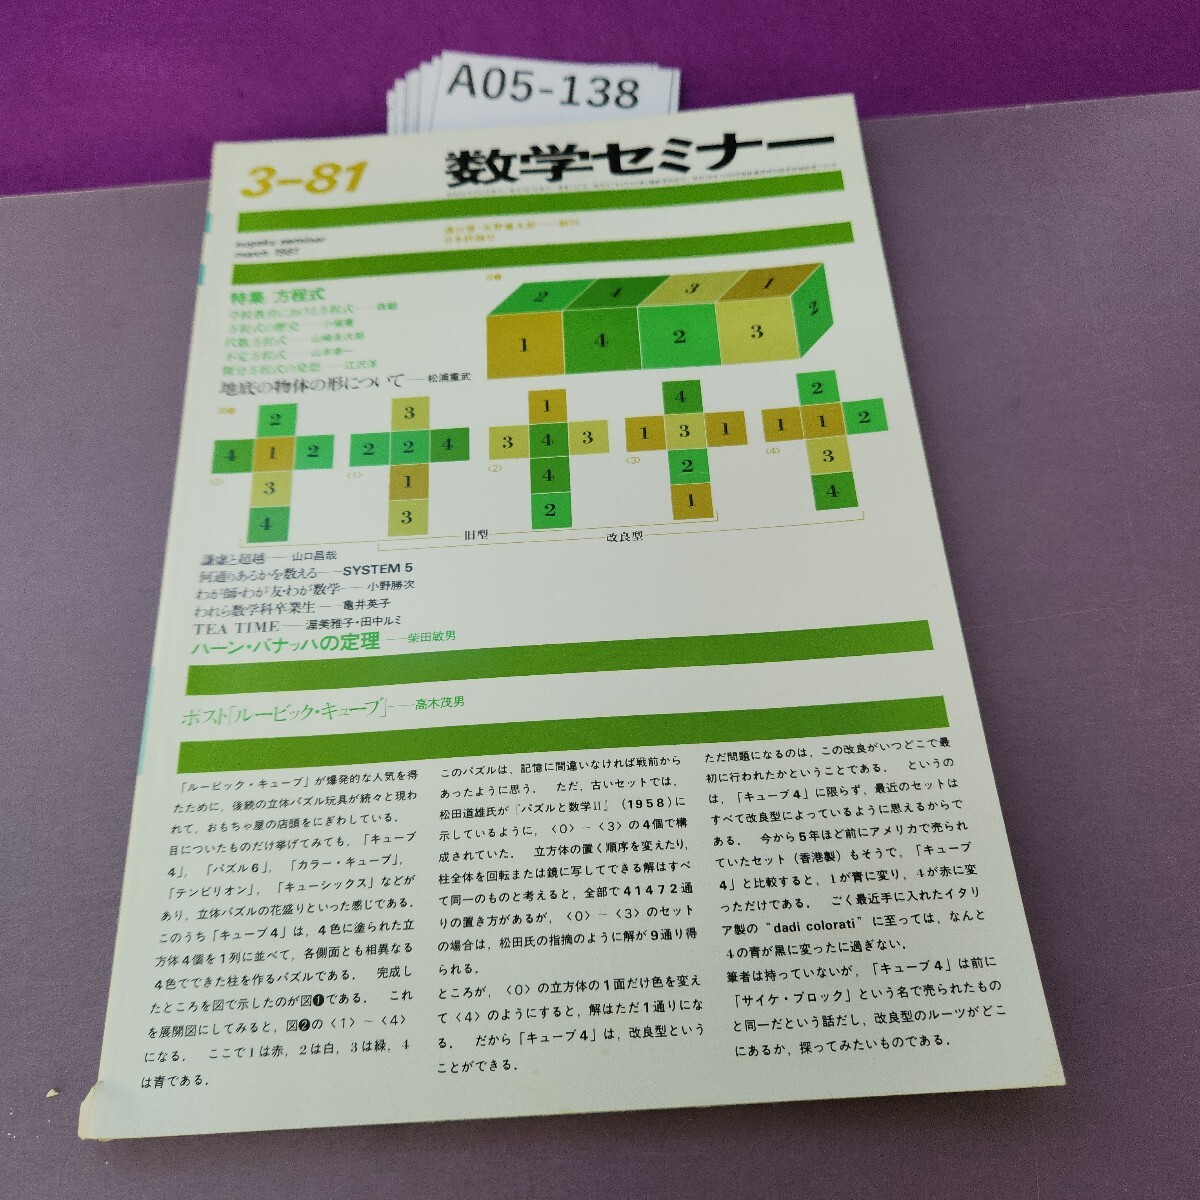 A05-138
3-81
数学セミナー
sugaku seminar
march 1981
遠山啓・矢野健太郎――創刊
日本評論社
特集 方程式
学校教育における方程式――森毅
方程式の歴史――小堀憲
代数方程式――山崎圭次郎
不定方程式――山本幸一
微分方程式の発想――江沢洋
地底の物体の形について――松浦重武
図❶
2 4 3 1
1 4 2 3 2
図❷
2
4 1 2
3
4
〈0〉
3
2 2 4
1
3
〈1〉
1
3 4 3
4
2
〈2〉
4
1 3 1
2
1
〈3〉
2
1 1 2
3
4
〈4〉
旧型
改良型
謙虚と超越――山口昌哉
何通りあるかを数える――SYSTEM 5
わが師・わが友・わが数学――小野勝次
われら数学科卒業生――亀井英子
TEA TIME――渥美雅子・田中ルミ
ハーン・バナッハの定理――柴田敏男
ポスト「ルービック・キューブ」――高木茂男
「ルービック・キューブ」が爆発的な人気を得
たために，後続の立体パズル玩具が続々と現わ
れて，おもちゃ屋の店頭をにぎわしている．
目についたものだけ挙げてみても，「キューブ
4」，「パズル6」，「カラー・キューブ」，
「テンビリオン」，「キューシックス」などが
あり，立体パズルの花盛りといった感じである．
このうち「キューブ4」は，4色に塗られた立
方体4個を1列に並べて，各側面とも相異なる
4色でできた柱を作るパズルである． 完成し
たところを図で示したのが図❶である． これ
を展開図にしてみると，図❷の〈1〉～〈4〉
になる． ここで1は赤，2は白，3は緑，4
は青である．
このパズルは，記憶に間違いなければ戦前から
あったように思う． ただ，古いセットでは，
松田道雄氏が『パズルと数学Ⅱ』（1958）に
示しているように，〈0〉～〈3〉の4個で構
成されていた． 立方体の置く順序を変えたり，
柱全体を回転または鏡に写してできる解はすべ
て同一のものと考えると，全部で41472通
りの置き方があるが，〈0〉～〈3〉のセット
の場合は，松田氏の指摘のように解が9通り得
られる．
ところが，〈0〉の立方体の1面だけ色を変え
て〈4〉のようにすると，解はただ1通りにな
る． だから「キューブ4」は，改良型という
ことができる．
ただ問題になるのは，この改良がいつどこで最
初に行われたかということである． というの
は，「キューブ4」に限らず，最近のセットは
すべて改良型によっているように思えるからで
ある． 今から5年ほど前にアメリカで売られ
ていたセット（香港製）もそうで，「キューブ
4」と比較すると，1が青に変り，4が赤に変
っただけである． ごく最近手に入れたイタリ
ア製の“dadi colorati”に至っては，なんと
4の青が黒に変ったに過ぎない．
筆者は持っていないが，「キューブ4」は前に
「サイケ・ブロック」という名で売られたもの
と同一だという話だし，改良型のルーツがどこ
にあるか，探ってみたいものである．